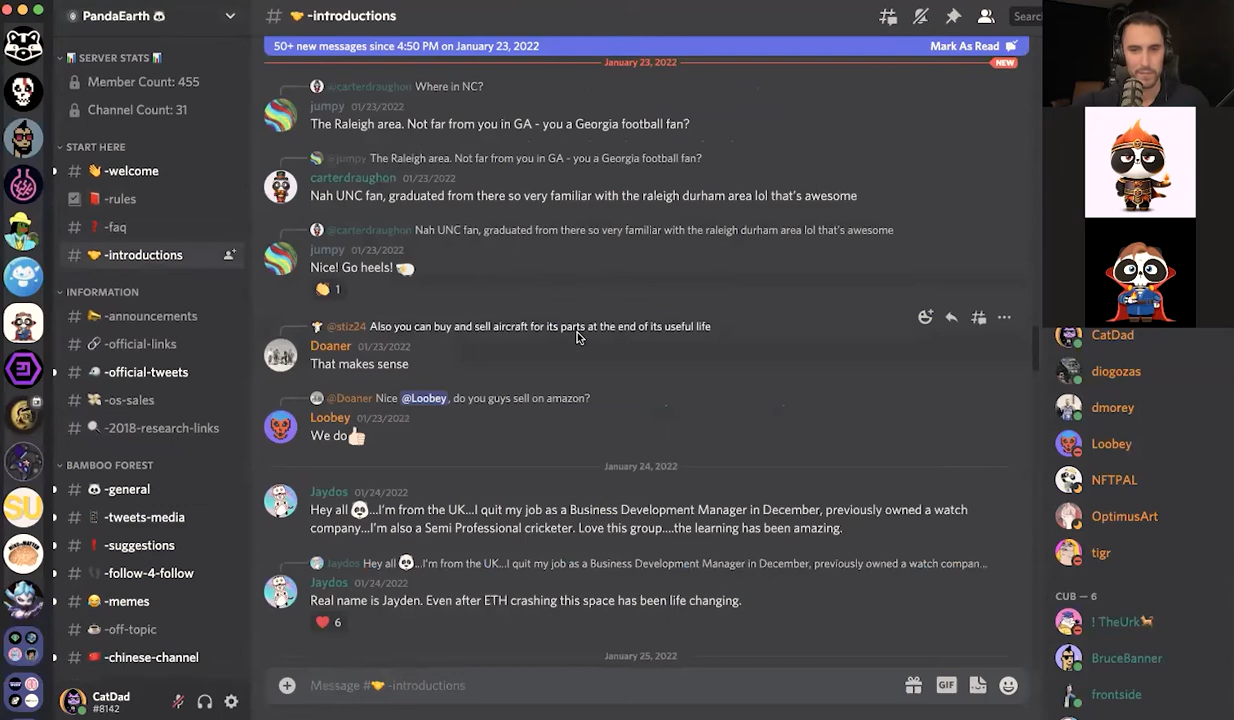 PandaEarth
SERVER STATS
Member Count: 455
Channel Count: 31
START HERE
-welcome
-rules
-faq
-introductions
INFORMATION
-announcements
-official-links
-official-tweets
-os-sales
-2018-research-links
BAMBOO FOREST
-general
-tweets-media
-suggestions
-follow-4-follow
-memes
-off-topic
-chinese-channel
CatDad
#8142
SU
# -introductions
Search
50+ new messages since 4:50 PM on January 23, 2022
Mark As Read
January 23, 2022
NEW
@carterdraughon Where in NC?
jumpy 01/23/2022
The Raleigh area. Not far from you in GA - you a Georgia football fan?
@jumpy The Raleigh area. Not far from you in GA - you a Georgia football fan?
carterdraughon 01/23/2022
Nah UNC fan, graduated from there so very familiar with the raleigh durham area lol that's awesome
@carterdraughon Nah UNC fan, graduated from there so very familiar with the raleigh durham area lol that's awesome
jumpy 01/23/2022
Nice! Go heels!
1
@stiz24 Also you can buy and sell aircraft for its parts at the end of its useful life
Doaner 01/23/2022
That makes sense
@Doaner Nice @Loobey, do you guys sell on amazon?
Loobey 01/23/2022
We do
January 24, 2022
Jaydos 01/24/2022
Hey all ...I'm from the UK...I quit my job as a Business Development Manager in December, previously owned a watch
company...I'm also a Semi Professional cricketer. Love this group....the learning has been amazing.
Jaydos Hey all ...I'm from the UK...I quit my job as a Business Development Manager in December, previously owned a watch compan...
Jaydos 01/24/2022
Real name is Jayden. Even after ETH crashing this space has been life changing.
6
January 25, 2022
Message # -introductions
GIF
CatDad
diogozas
dmorey
Loobey
NFTPAL
OptimusArt
tigr
CUB — 6
! TheUrk
BruceBanner
frontside